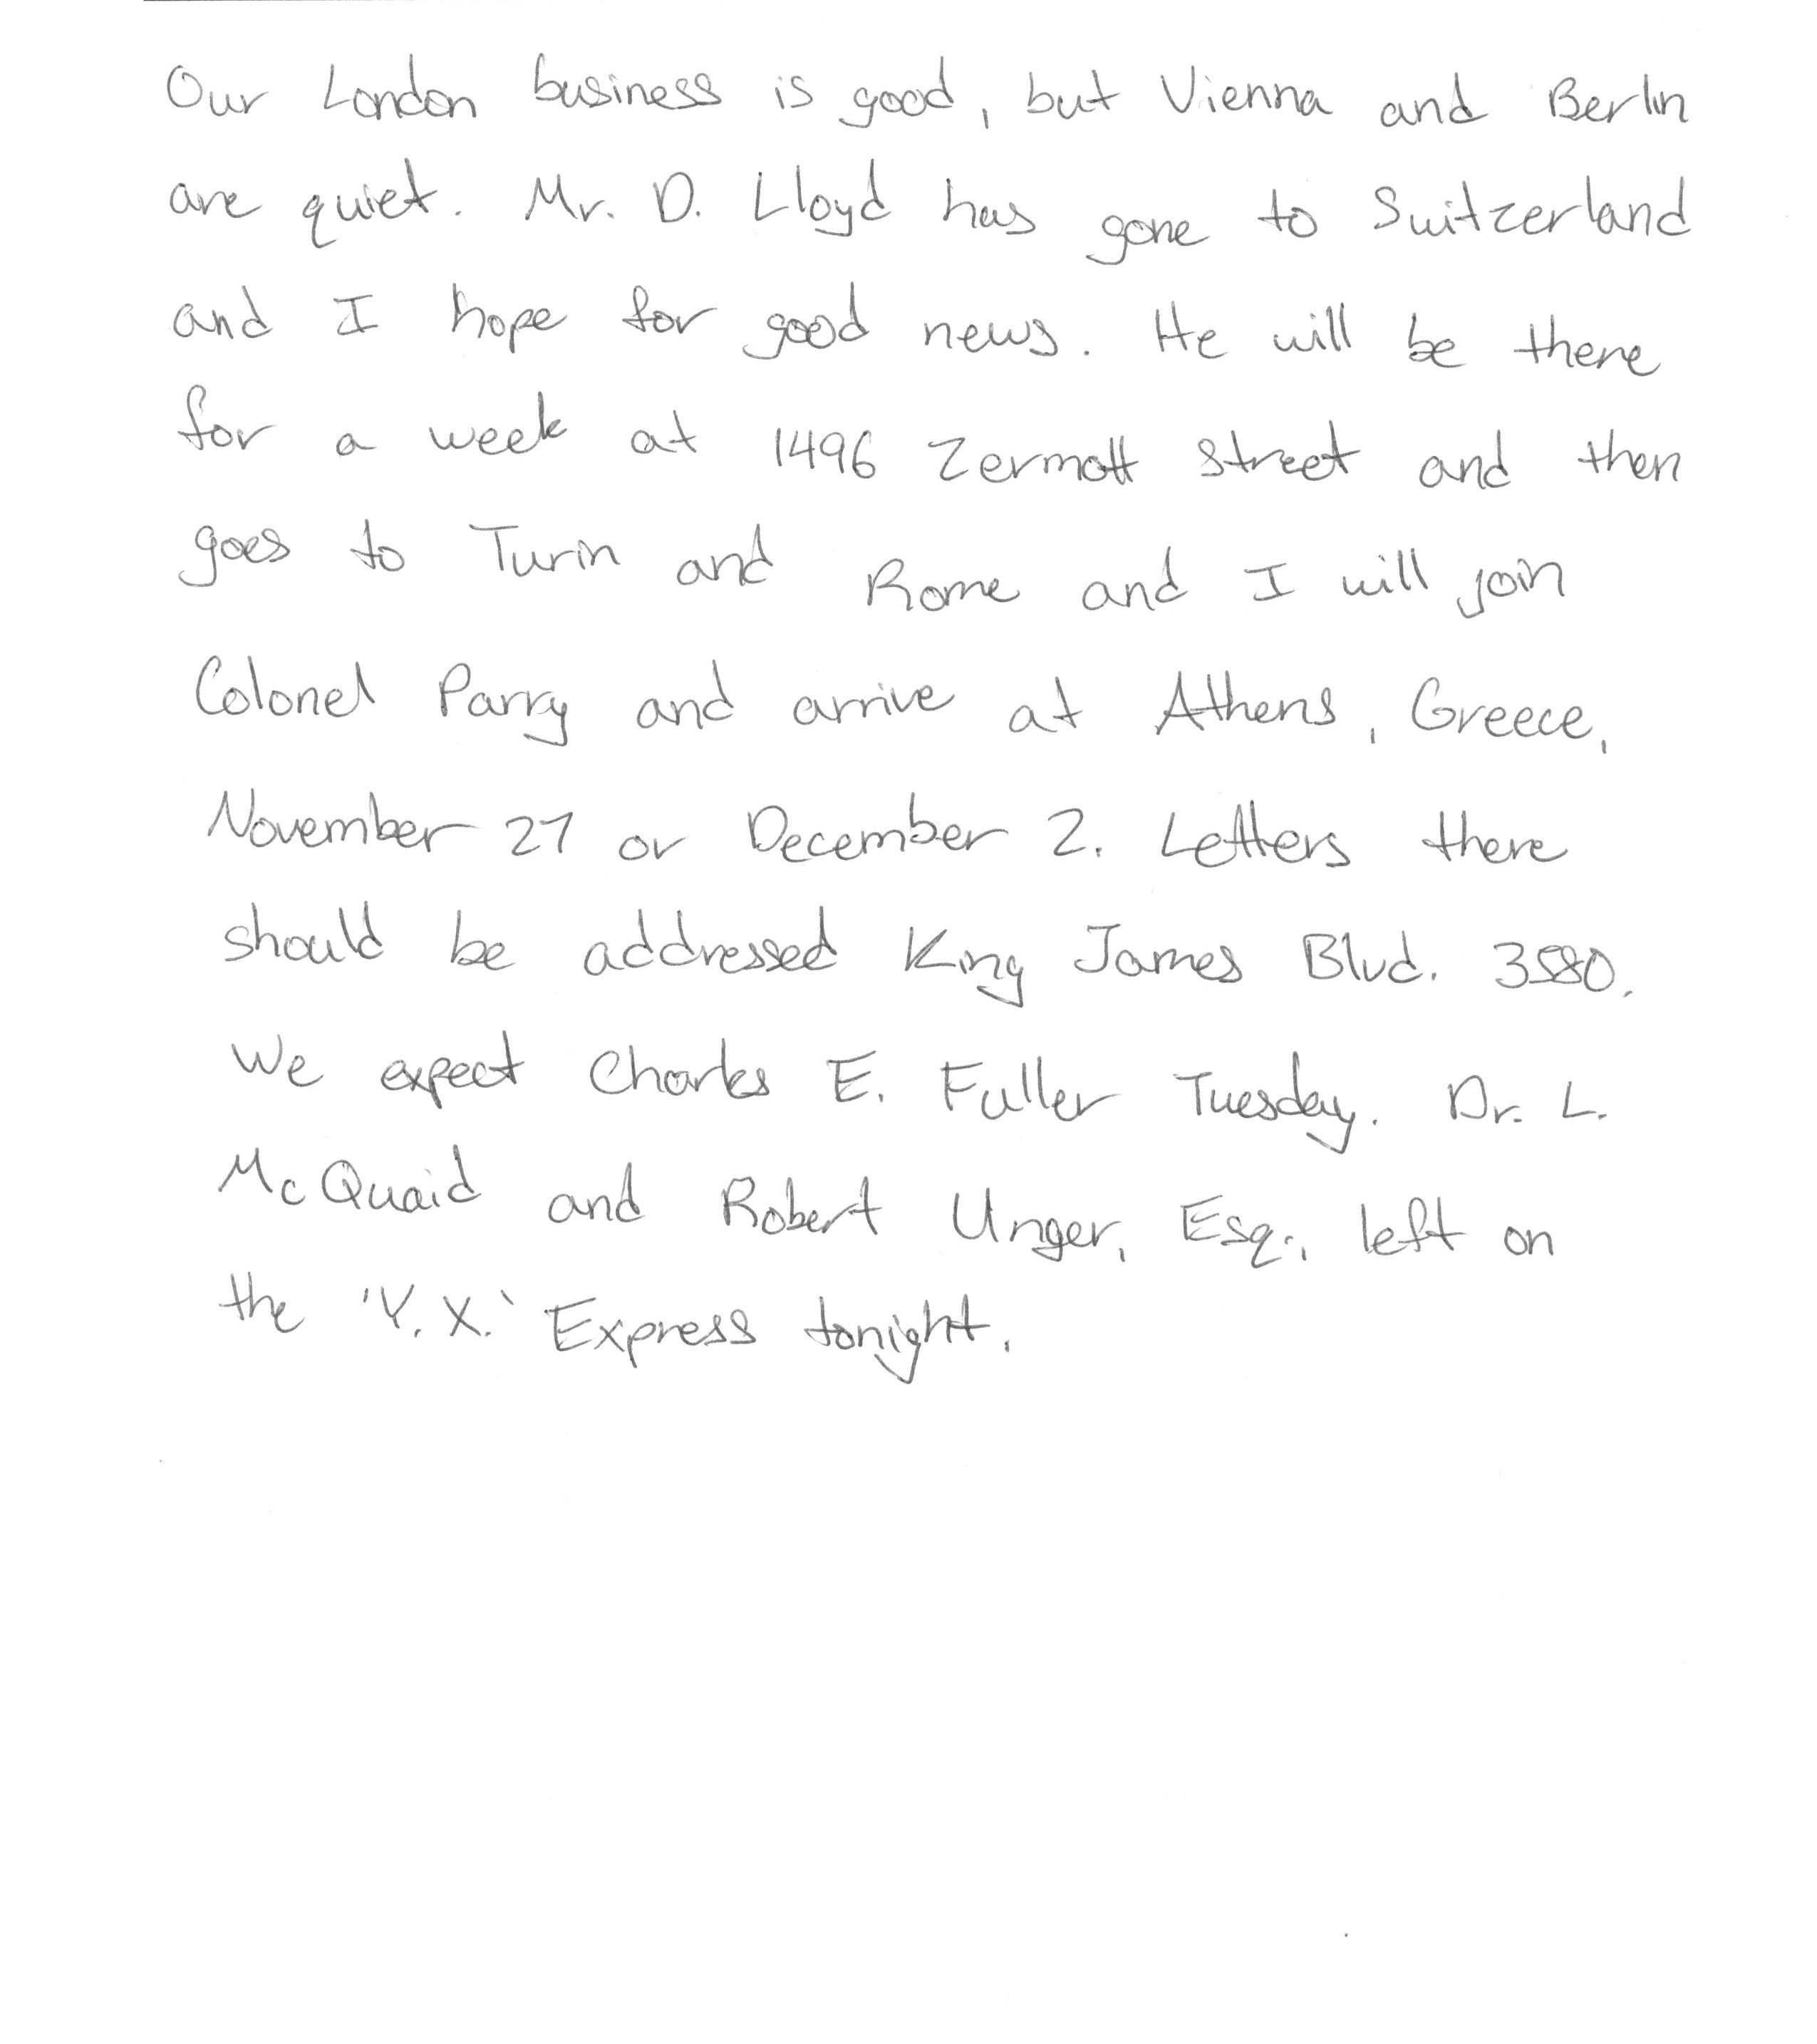 Our London business is good, but Vienna and Berlin
are quiet. Mr. D. Lloyd has gone to Switzerland
and I hope for good news. He will be there
for a week at 1496 Zermott Street and then
goes to Turin and Rome and I will join
Colonel Parry and arrive at Athens, Greece,
November 27 or December 2. Letters there
should be addressed King James Blvd. 3580.
We expect Charles E. Fuller Tuesday. Dr. L.
McQuaid and Robert Unger, Esq., left on
the 'Y. X.' Express tonight.